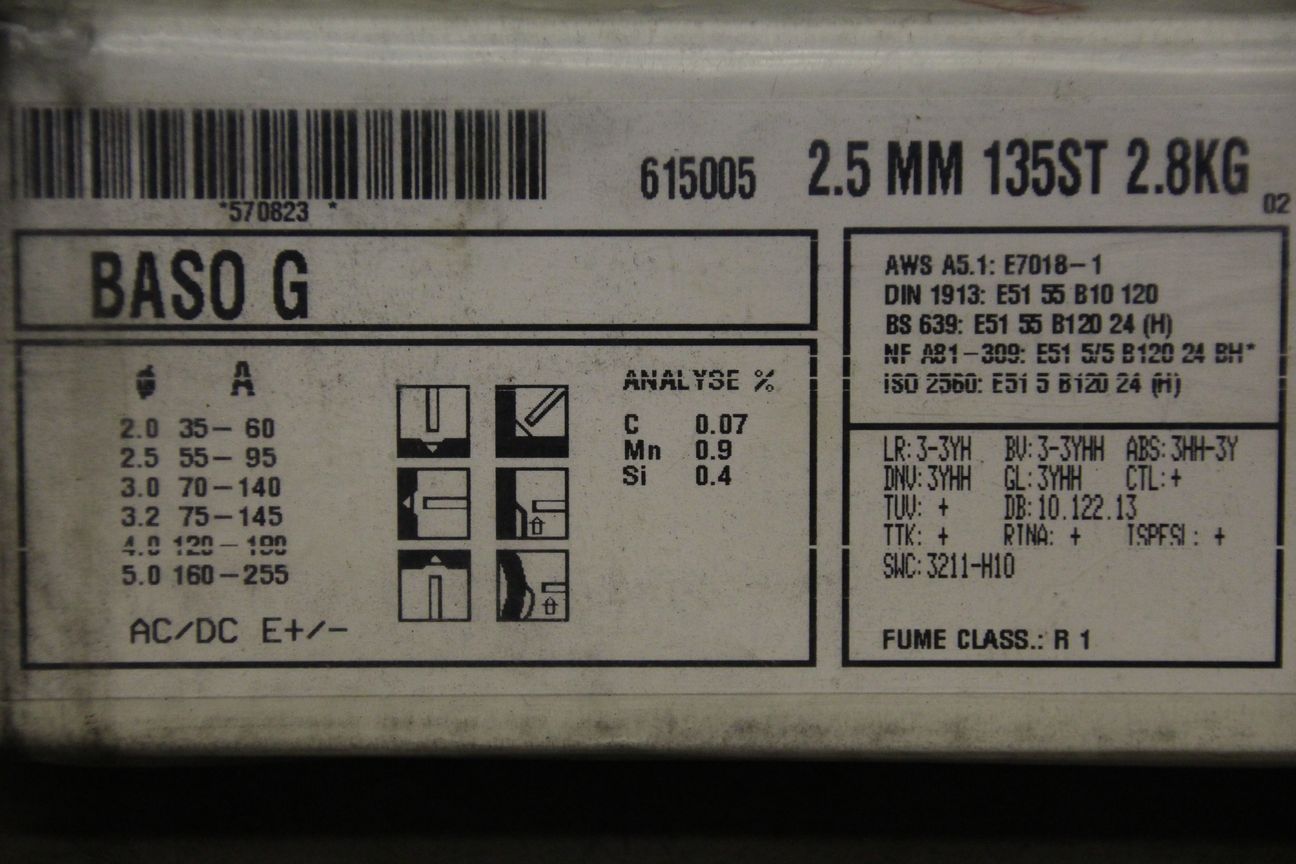 615005 2.5 MM 135ST 2.8KG
02
*570823 *
BASO G
ø A
2.0 35– 60
2.5 55– 95
3.0 70–140
3.2 75–145
4.0 120–190
5.0 160–255
AC/DC E+/–
ANALYSE %
C 0.07
Mn 0.9
Si 0.4
AWS A5.1: E7018–1
DIN 1913: E51 55 B10 120
BS 639: E51 55 B120 24 (H)
NF A81–309: E51 5/5 B120 24 BH*
ISO 2560: E51 5 B120 24 (H)
LR: 3-3YH BV: 3-3YHH ABS: 3HH-3Y
DNV: 3YHH GL: 3YHH CTL: +
TUV: + DB: 10.122.13
TTK: + RINA: + ISPESL: +
SWC: 3211-H10
FUME CLASS.: R 1